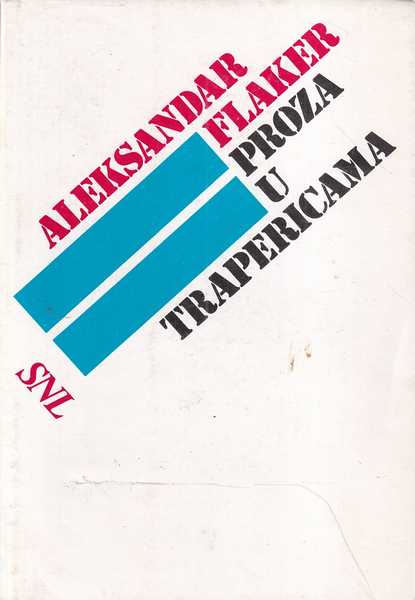 ALEKSANDAR
FLAKER
PROZA
U
TRAPERICAMA
SNL